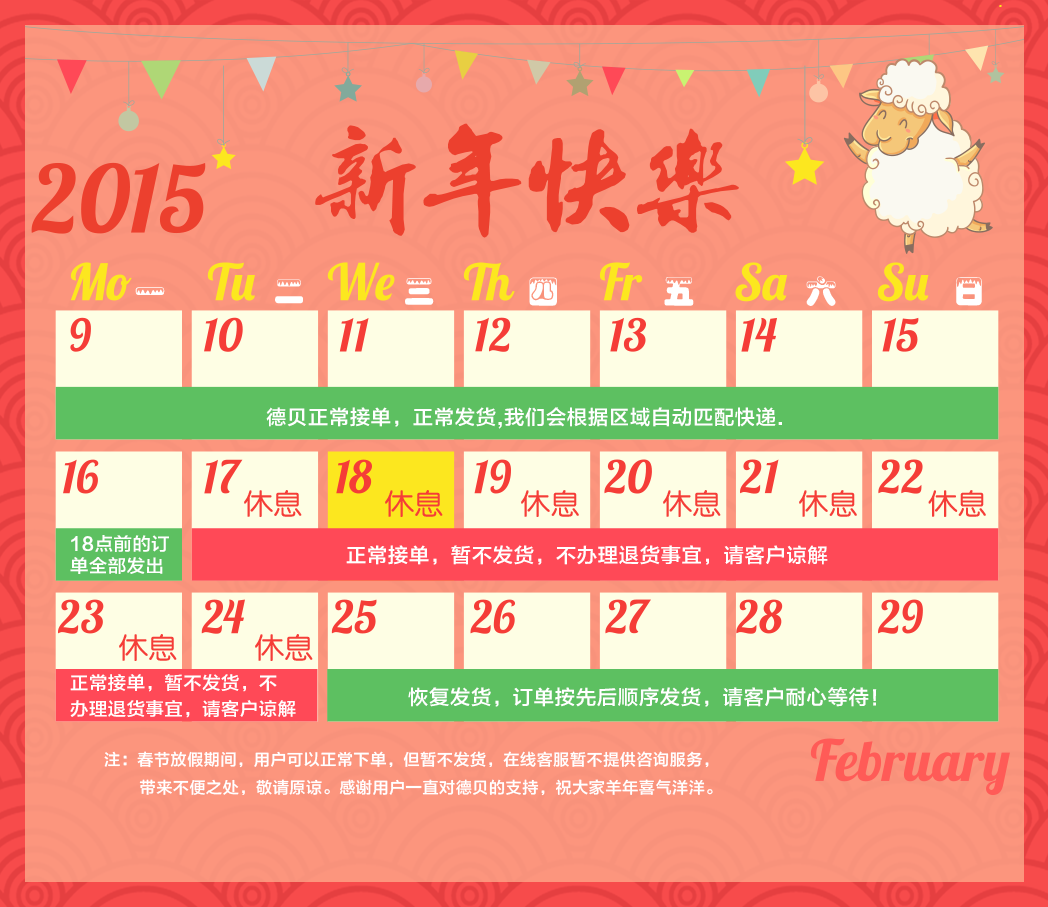 2015 新年快樂
Mo 一 Tu 二 We 三 Th 四 Fr 五 Sa 六 Su 日
9 10 11 12 13 14 15
德贝正常接单，正常发货,我们会根据区域自动匹配快递.
16 17 休息 18 休息 19 休息 20 休息 21 休息 22 休息
18点前的订
单全部发出
正常接单，暂不发货，不办理退货事宜，请客户谅解
23 休息 24 休息 25 26 27 28 29
正常接单，暂不发货，不
办理退货事宜，请客户谅解
恢复发货，订单按先后顺序发货，请客户耐心等待！
注：春节放假期间，用户可以正常下单，但暂不发货，在线客服暂不提供咨询服务，
带来不便之处，敬请原谅。感谢用户一直对德贝的支持，祝大家羊年喜气洋洋。
February